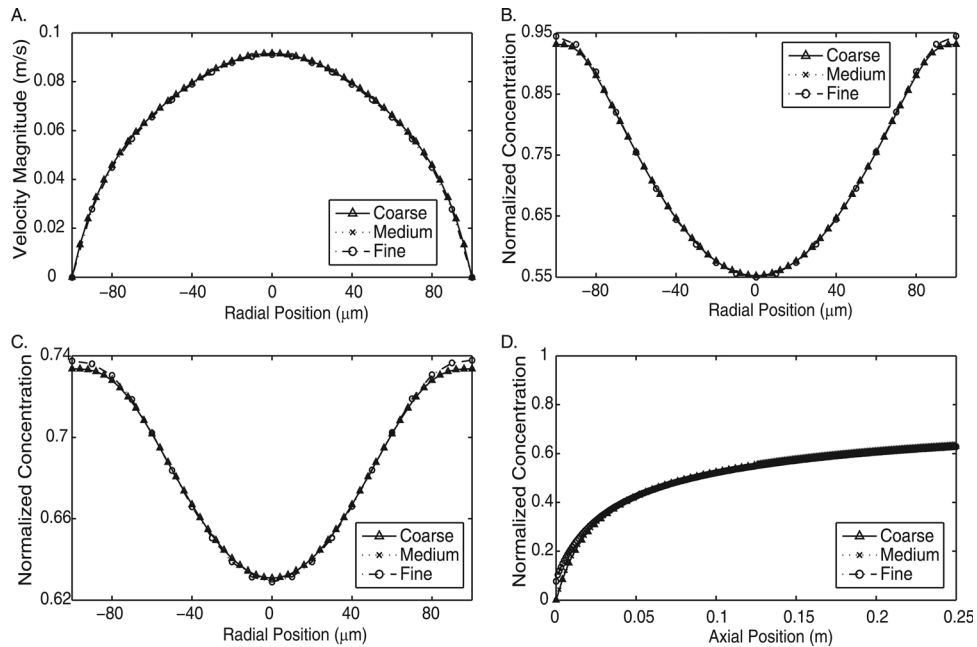 A.
0.1
0.08
0.06
0.04
0.02
0
Velocity Magnitude (m/s)
Coarse
Medium
Fine
−80
−40
0
40
80
Radial Position (μm)
B.
0.95
0.85
0.75
0.65
0.55
Normalized Concentration
Coarse
Medium
Fine
−80
−40
0
40
80
Radial Position (μm)
C.
0.74
0.7
0.66
0.62
Normalized Concentration
Coarse
Medium
Fine
−80
−40
0
40
80
Radial Position (μm)
D.
1
0.8
0.6
0.4
0.2
0
Normalized Concentration
Coarse
Medium
Fine
0
0.05
0.1
0.15
0.2
0.25
Axial Position (m)